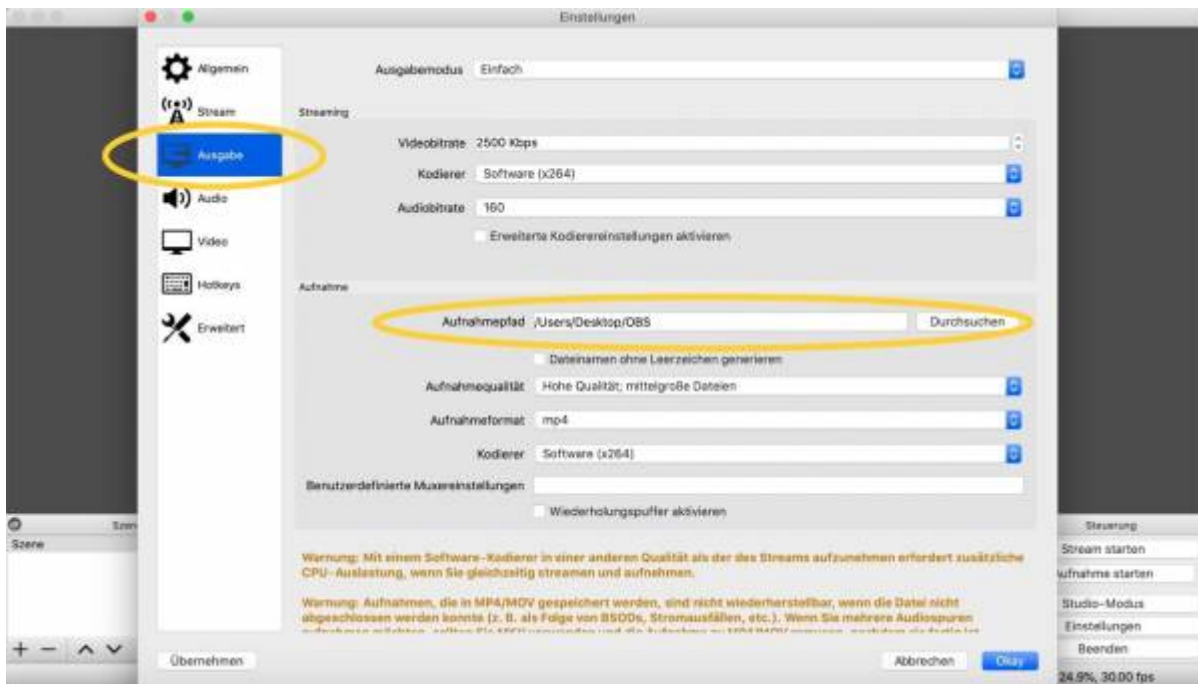 Einstellungen
Allgemein
Stream
Ausgabe
Audio
Video
Hotkeys
Erweitert
Ausgabemodus Einfach
Streaming
Videobitrate 2500 Kbps
Kodierer Software (x264)
Audiobitrate 160
Erweiterte Kodierereinstellungen aktivieren
Aufnahme
Aufnahmepfad /Users/Desktop/OBS Durchsuchen
Dateinamen ohne Leerzeichen generieren
Aufnahmequalität Hohe Qualität; mittelgroße Dateien
Aufnahmeformat mp4
Kodierer Software (x264)
Benutzerdefinierte Muxereinstellungen
Wiederholungspuffer aktivieren
Warnung: Mit einem Software-Kodierer in einer anderen Qualität als der des Streams aufzunehmen erfordert zusätzliche
CPU-Auslastung, wenn Sie gleichzeitig streamen und aufnehmen.
Warnung: Aufnahmen, die in MP4/MOV gespeichert werden, sind nicht wiederherstellbar, wenn die Datei nicht
abgeschlossen werden konnte (z. B. als Folge von BSODs, Stromausfällen, etc.). Wenn Sie mehrere Audiospuren
Übernehmen Abbrechen Okay
Szen
Szene
Steuerung
Stream starten
ufnahme starten
Studio-Modus
Einstellungen
Beenden
24.9%, 30.00 fps